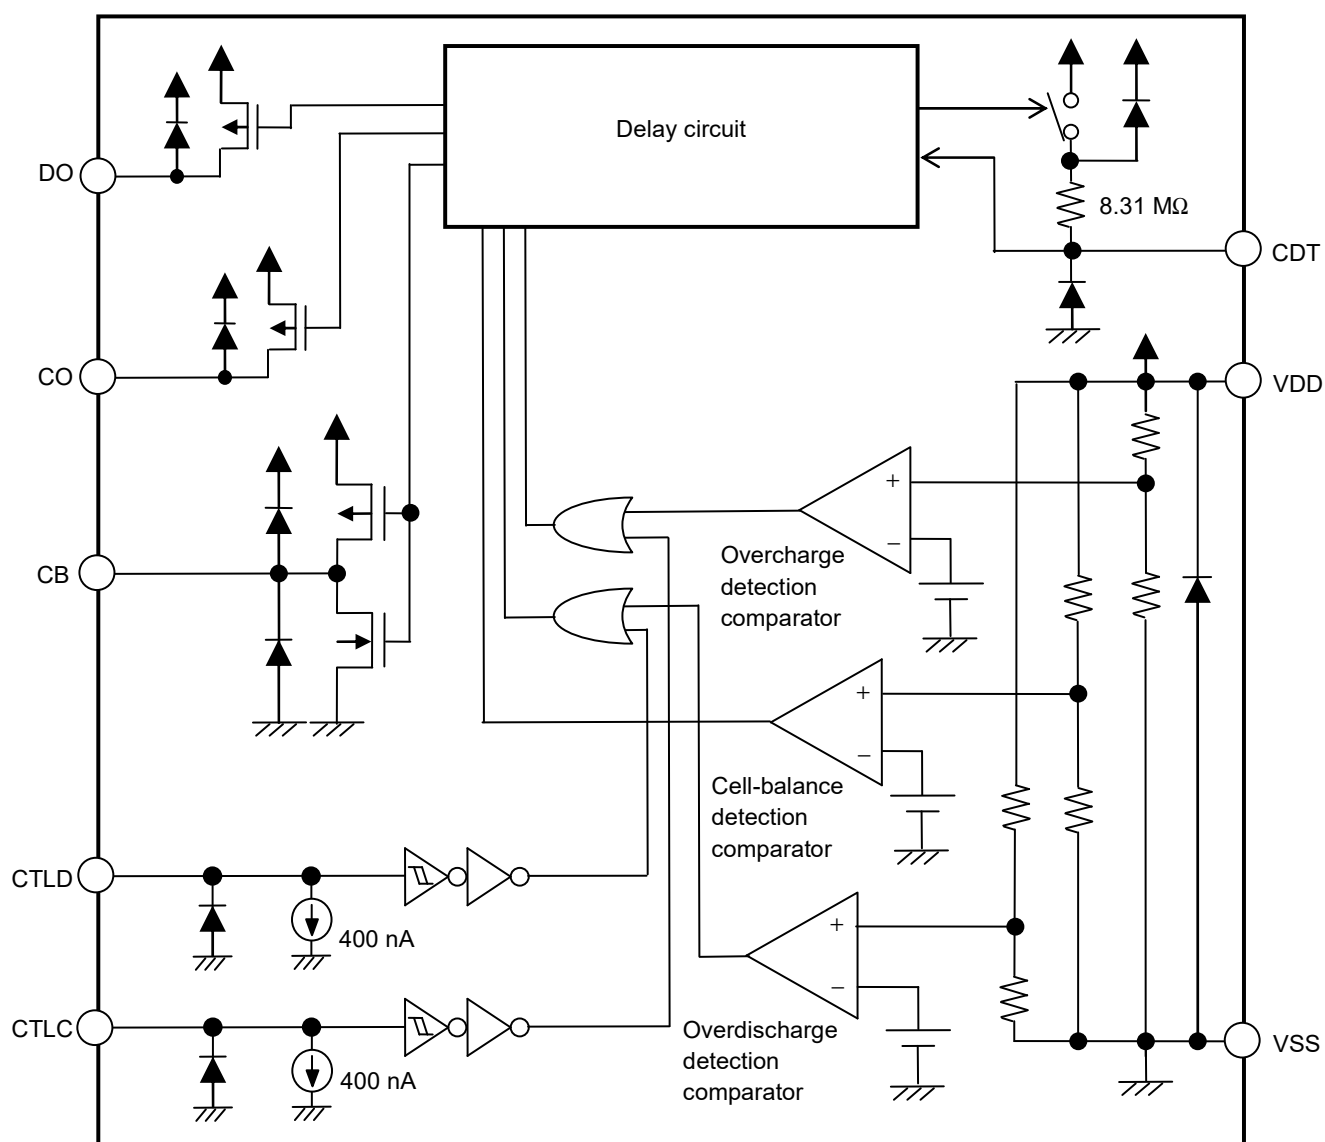 Delay circuit
DO
8.31 MΩ
CDT
CO
VDD
+
−
Overcharge
detection
comparator
CB
+
−
Cell-balance
detection
comparator
CTLD
400 nA
+
−
Overdischarge
detection
comparator
CTLC
400 nA
VSS